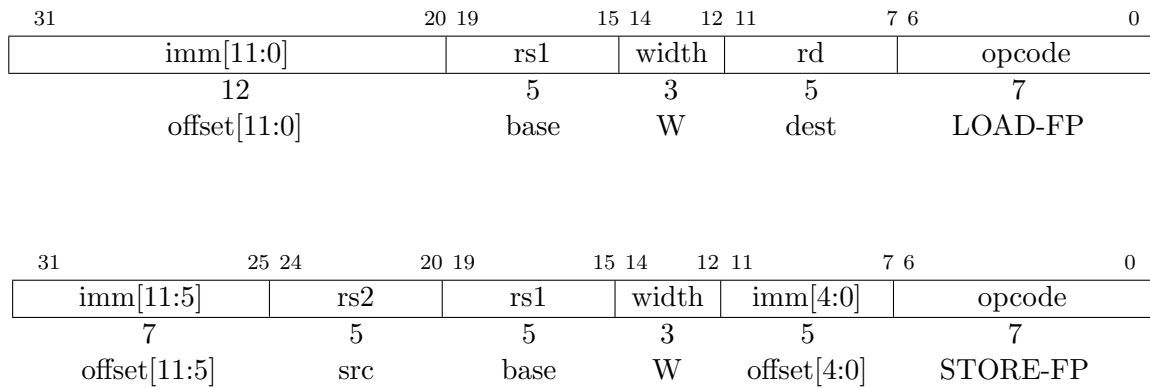 31 20 19 15 14 12 11 7 6 0
imm[11:0] rs1 width rd opcode
12 5 3 5 7
offset[11:0] base W dest LOAD-FP
31 25 24 20 19 15 14 12 11 7 6 0
imm[11:5] rs2 rs1 width imm[4:0] opcode
7 5 5 3 5 7
offset[11:5] src base W offset[4:0] STORE-FP